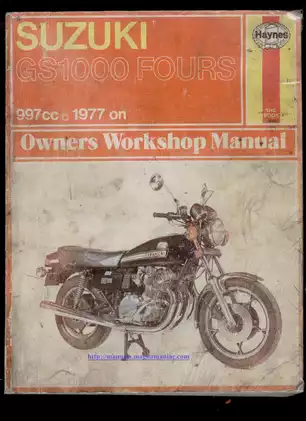 SUZUKI
Haynes
GS1000 FOURS
997cc □ 1977 on
Owners Workshop Manual